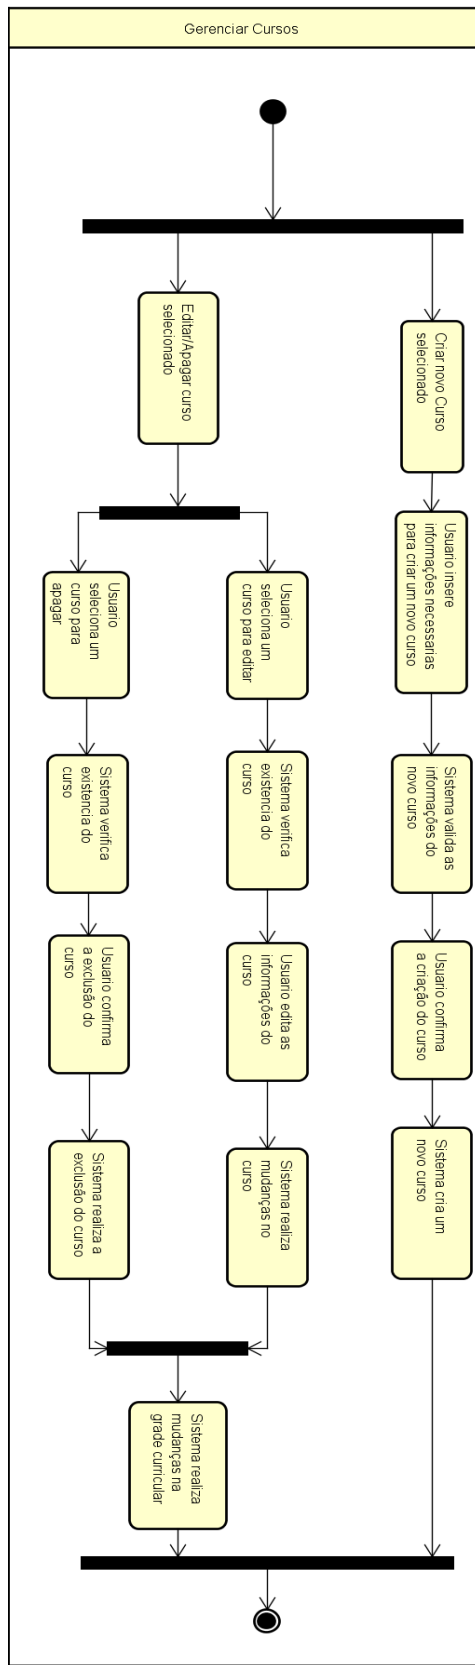 Gerenciar Cursos
Editar/Apagar curso
selecionado
Criar novo Curso
selecionado
Usuario insere
informações necessarias
para criar um novo curso
Usuario
seleciona um
curso para
apagar
Usuario
seleciona um
curso para editar
Sistema verifica
existencia do
curso
Sistema verifica
existencia do
curso
Sistema valida as
informações do
novo curso
Usuario confirma
a exclusão do
curso
Usuario edita as
informações do
curso
Usuario confirma
a criação do curso
Sistema realiza a
exclusão do curso
Sistema realiza
mudanças no
curso
Sistema cria um
novo curso
Sistema realiza
mudanças na
grade curricular